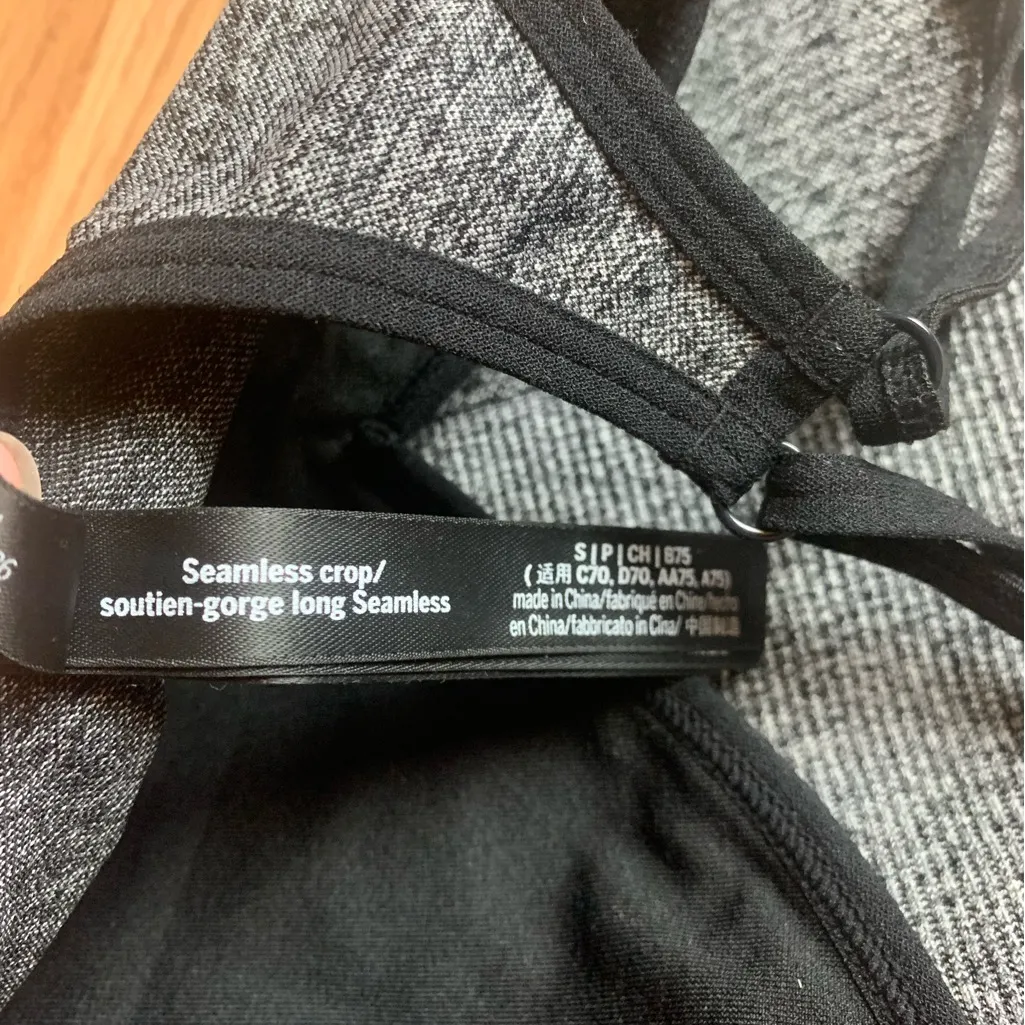 Seamless crop/
soutien-gorge long Seamless
S | P | CH | B75
(适用 C70, D70, AA75, A75)
made in China/fabriqué en China/hecho
en China/fabbricato in Cina/ 中国制造